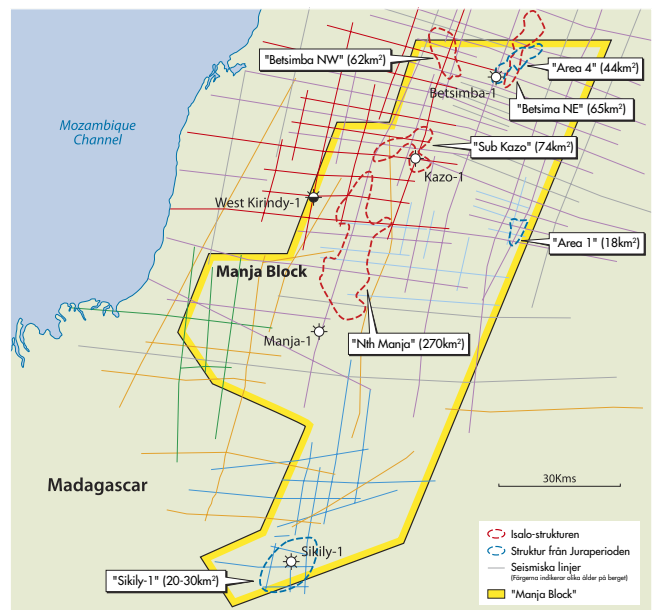 "Betsimba NW" (62km²)
"Area 4" (44km²)
Betsimba-1
"Betsima NE" (65km²)
Mozambique
Channel
"Sub Kazo" (74km²)
Kazo-1
West Kirindy-1
"Area 1" (18km²)
Manja Block
Manja-1
"Nth Manja" (270km²)
Madagascar
30Kms
Isalo-strukturen
Struktur från Juraperioden
Seismiska linjer
(Färgerna indikerar olika ålder på berget)
"Manja Block"
Sikily-1
"Sikily-1" (20-30km²)